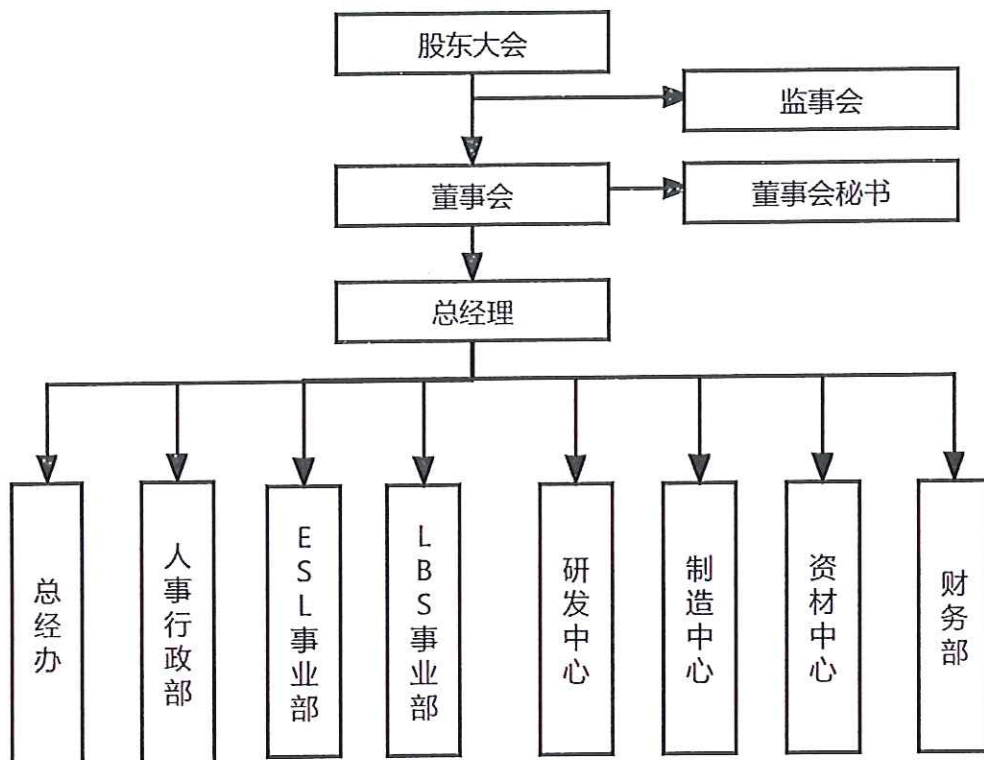 股东大会
监事会
董事会
董事会秘书
总经理
总经办
人事行政部
ESL事业部
LBS事业部
研发中心
制造中心
资材中心
财务部